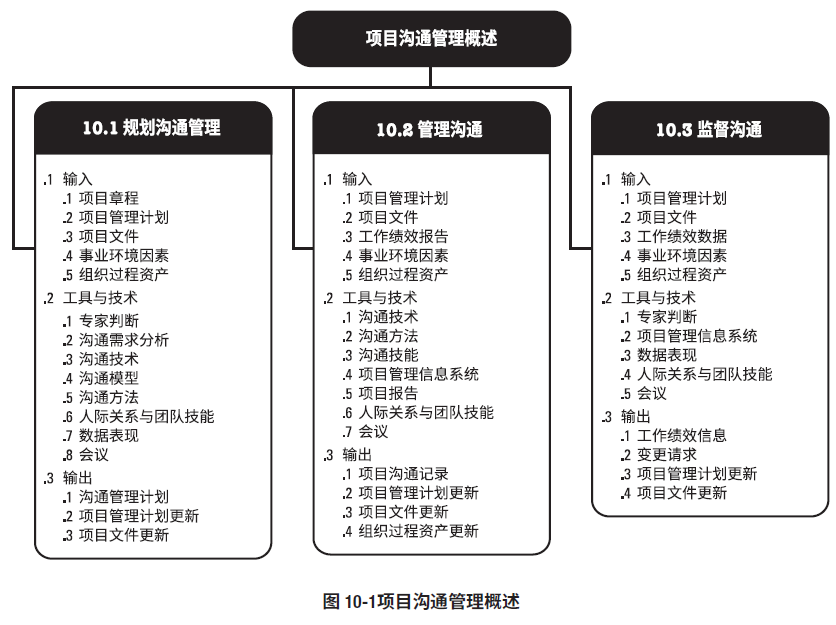 项目沟通管理概述
10.1 规划沟通管理
.1 输入
.1 项目章程
.2 项目管理计划
.3 项目文件
.4 事业环境因素
.5 组织过程资产
.2 工具与技术
.1 专家判断
.2 沟通需求分析
.3 沟通技术
.4 沟通模型
.5 沟通方法
.6 人际关系与团队技能
.7 数据表现
.8 会议
.3 输出
.1 沟通管理计划
.2 项目管理计划更新
.3 项目文件更新
10.2 管理沟通
.1 输入
.1 项目管理计划
.2 项目文件
.3 工作绩效报告
.4 事业环境因素
.5 组织过程资产
.2 工具与技术
.1 沟通技术
.2 沟通方法
.3 沟通技能
.4 项目管理信息系统
.5 项目报告
.6 人际关系与团队技能
.7 会议
.3 输出
.1 项目沟通记录
.2 项目管理计划更新
.3 项目文件更新
.4 组织过程资产更新
10.3 监督沟通
.1 输入
.1 项目管理计划
.2 项目文件
.3 工作绩效数据
.4 事业环境因素
.5 组织过程资产
.2 工具与技术
.1 专家判断
.2 项目管理信息系统
.3 数据表现
.4 人际关系与团队技能
.5 会议
.3 输出
.1 工作绩效信息
.2 变更请求
.3 项目管理计划更新
.4 项目文件更新
图 10-1项目沟通管理概述